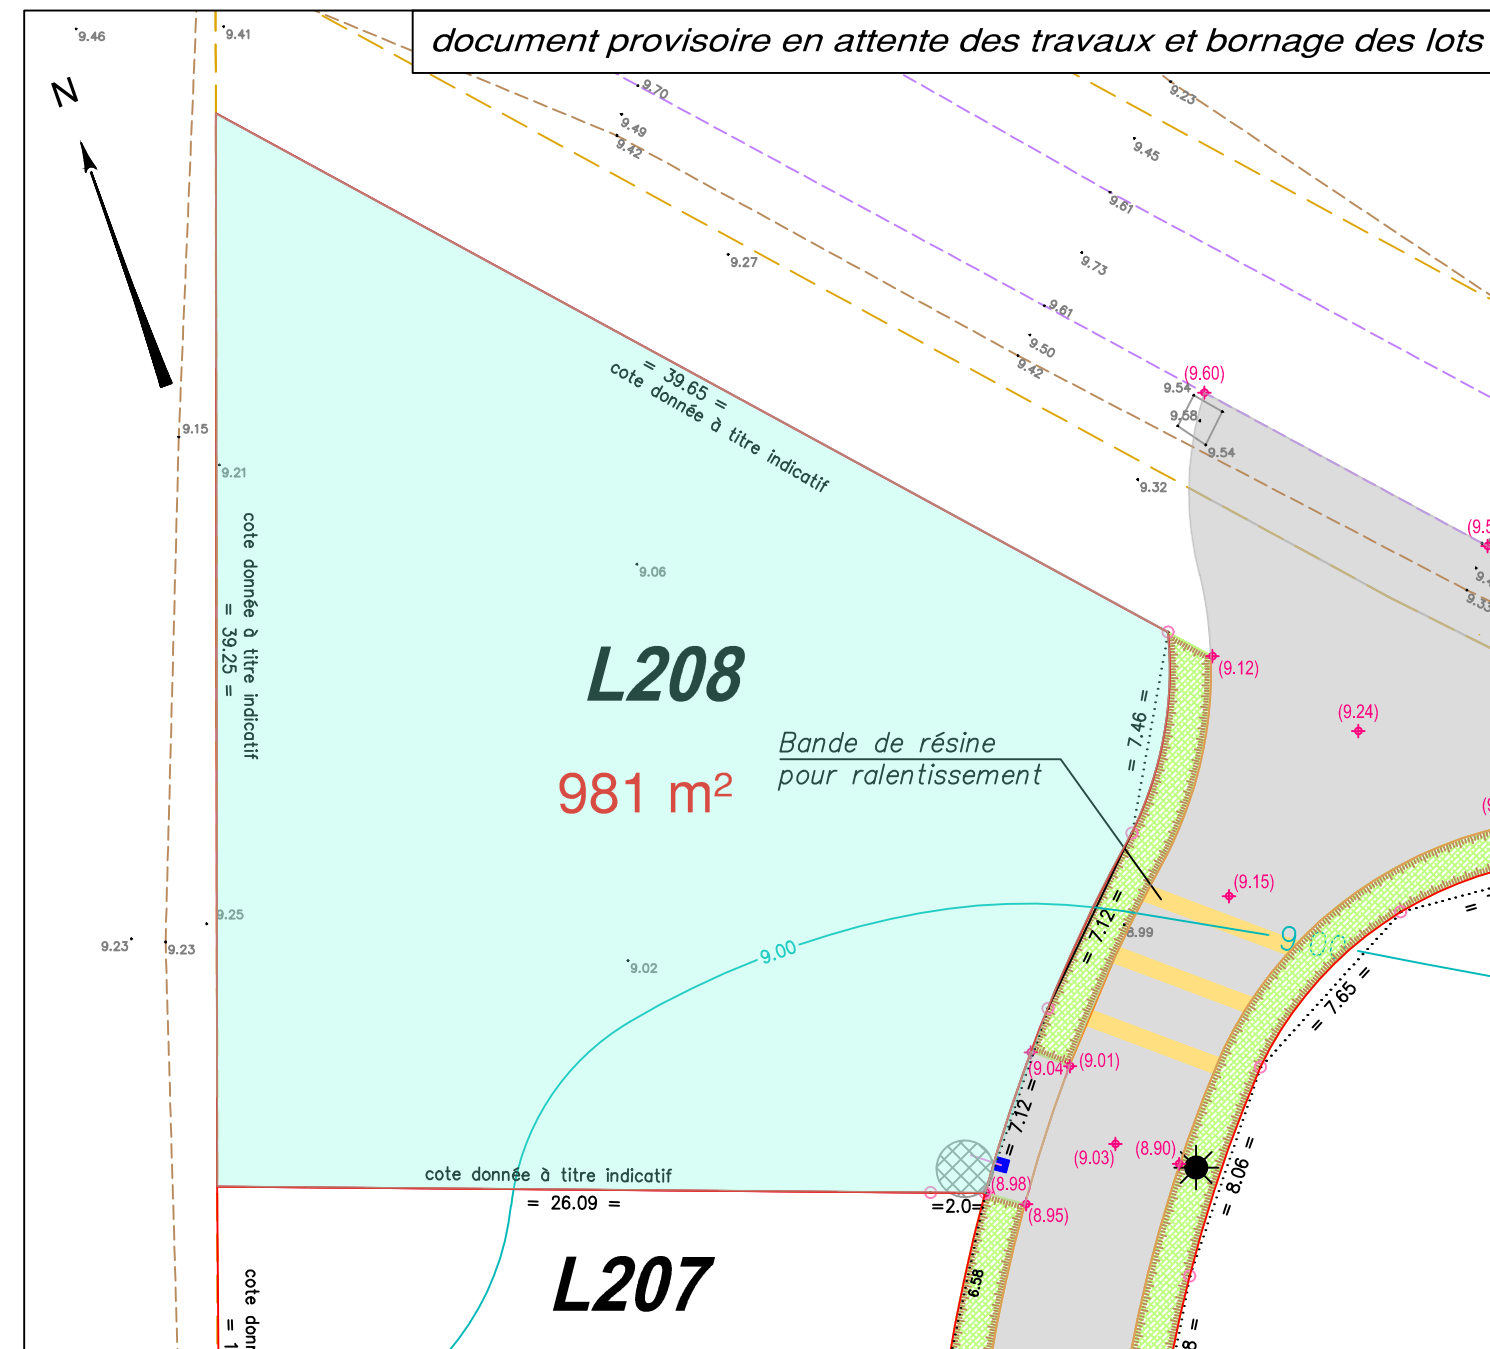 document provisoire en attente des travaux et bornage des lots
9.46
9.41
N
9.70
9.23
9.49
9.42
9.45
9.61
9.27
9.73
9.61
9.50
9.42
(9.60)
9.54
9.58
9.54
= 39.65 =
cote donnée à titre indicatif
9.15
9.21
9.32
9.33
cote donnée à titre indicatif
= 39.25 =
9.06
L208
(9.12)
(9.24)
= 7.46 =
Bande de résine
pour ralentissement
981 m²
(9.15)
9.25
9.23
9.23
= 7.12 =
8.99
9.00
9.00
9.02
= 7.65 =
(9.04)
(9.01)
= 7.12 =
(9.03)
(8.90)
= 8.06 =
cote donnée à titre indicatif
= 26.09 =
(8.98)
=2.0=
(8.95)
L207
6.58
cote donn
= 1
8 =